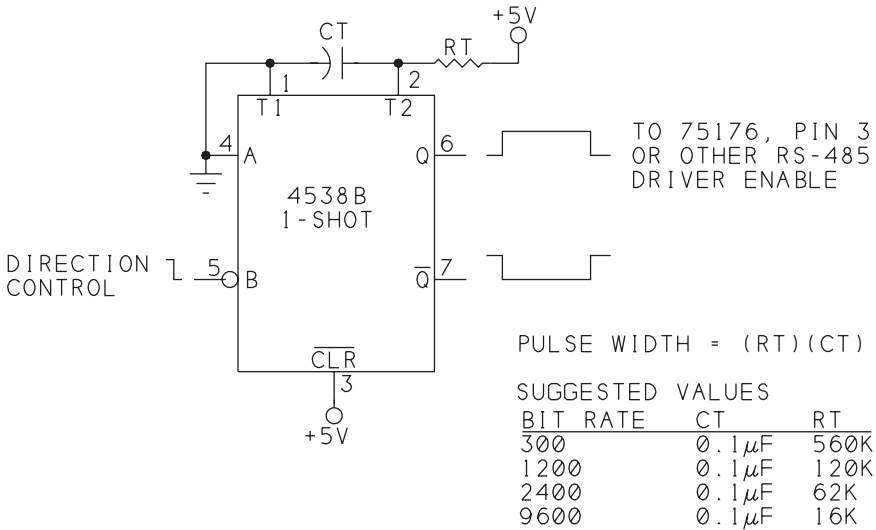 +5V
CT
RT
1
2
T1
T2
4
A
Q
6
TO 75176, PIN 3
OR OTHER RS-485
DRIVER ENABLE
4538B
1-SHOT
DIRECTION
CONTROL
5
B
Q̅
7
C̅L̅R̅
3
+5V
PULSE WIDTH = (RT)(CT)
SUGGESTED VALUES
BIT RATE CT RT
300 0.1µF 560K
1200 0.1µF 120K
2400 0.1µF 62K
9600 0.1µF 16K